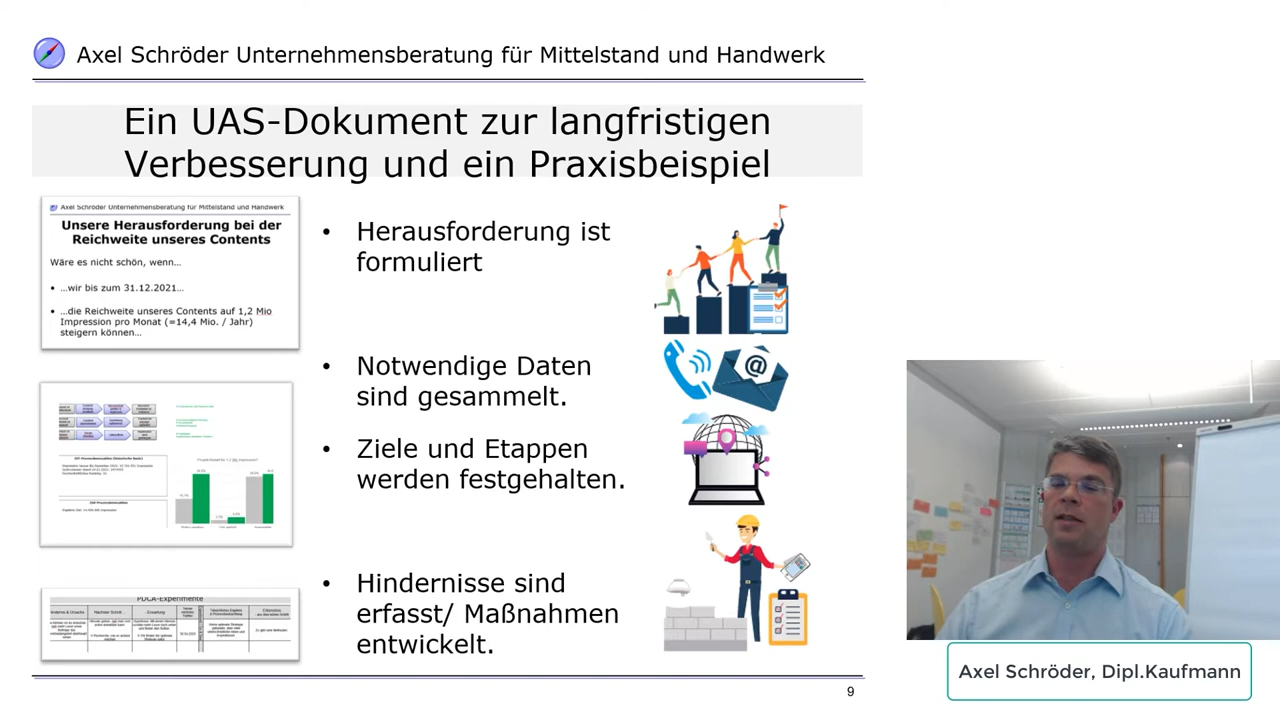 Axel Schröder Unternehmensberatung für Mittelstand und Handwerk
Ein UAS-Dokument zur langfristigen
Verbesserung und ein Praxisbeispiel
Axel Schröder Unternehmensberatung für Mittelstand und Handwerk
Unsere Herausforderung bei der
Reichweite unseres Contents
Wäre es nicht schön, wenn…
• …wir bis zum 31.12.2021…
• …die Reichweite unseres Contents auf 1,2 Mio
Impression pro Monat (=14,4 Mio. / Jahr)
steigern können…
• Herausforderung ist
formuliert
• Notwendige Daten
sind gesammelt.
• Ziele und Etappen
werden festgehalten.
• Hindernisse sind
erfasst/ Maßnahmen
entwickelt.
PDCA-Experimente
Nächster Schritt…
Erwartung
9
Axel Schröder, Dipl.Kaufmann